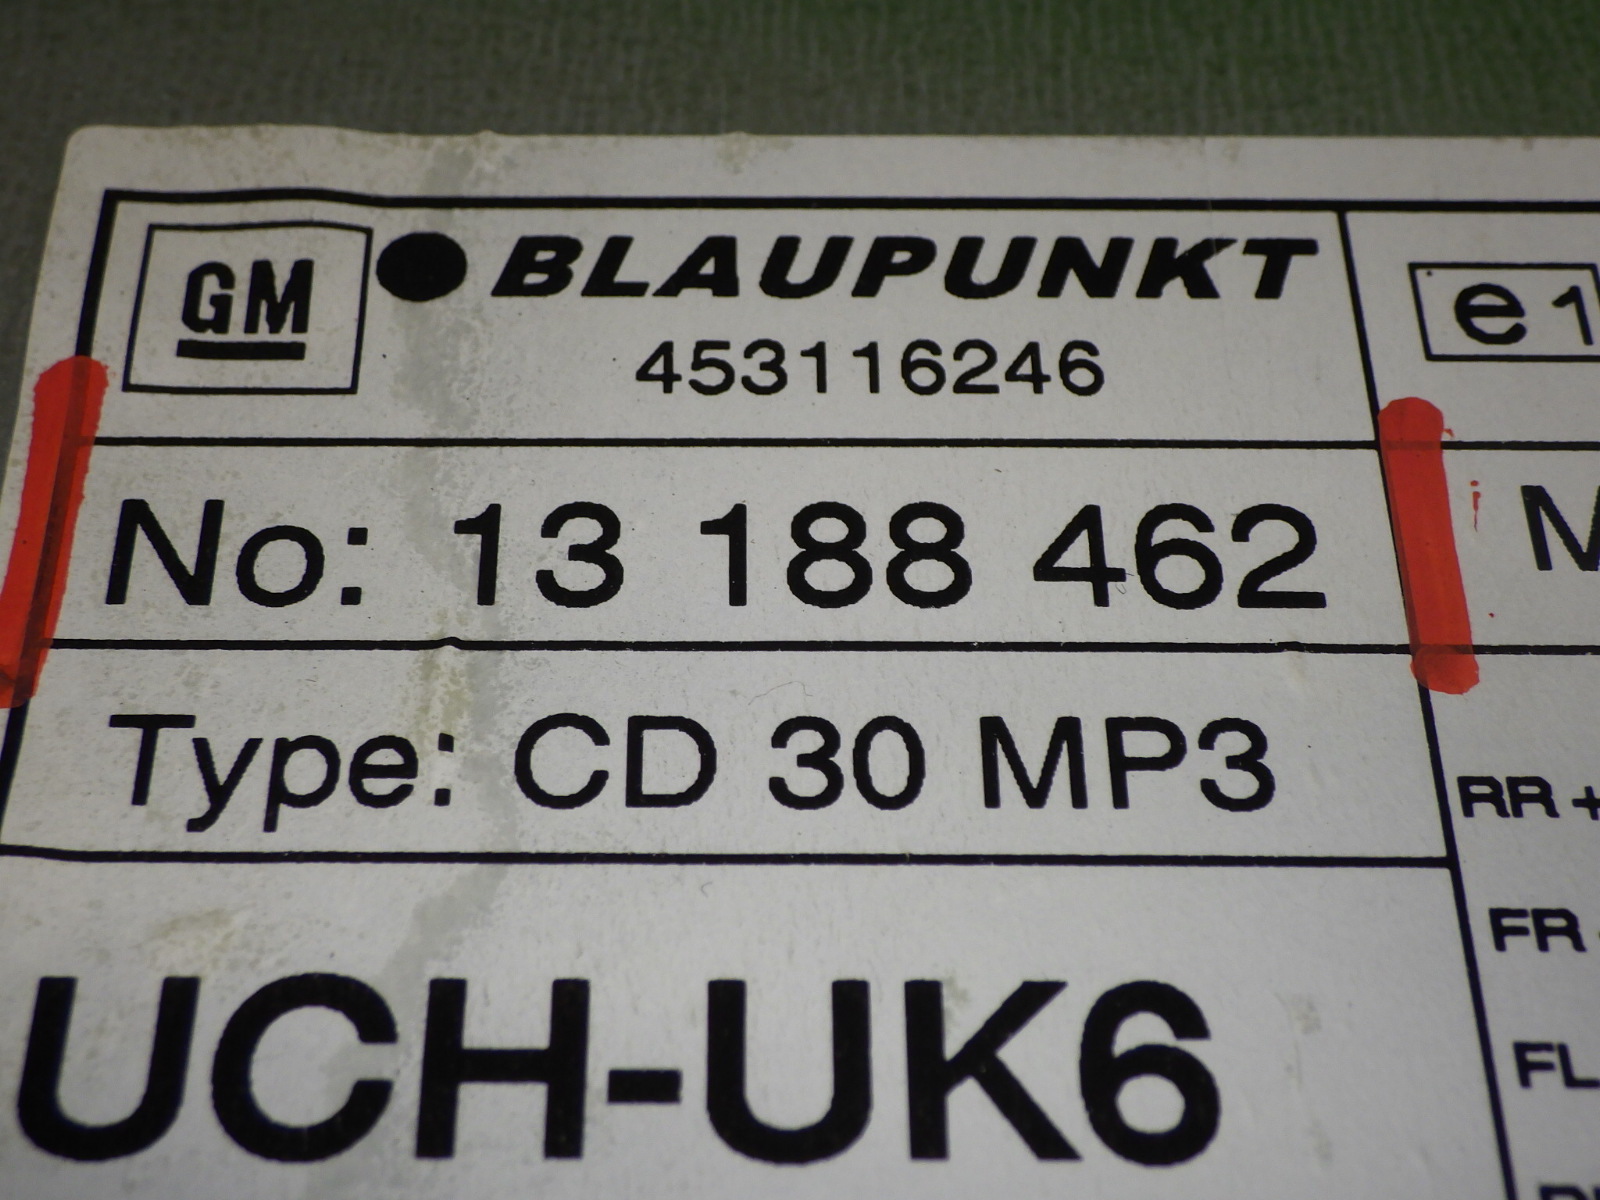 GM
BLAUPUNKT
453116246
e1
No: 13 188 462
M
Type: CD 30 MP3
RR +
FR
UCH-UK6
FL